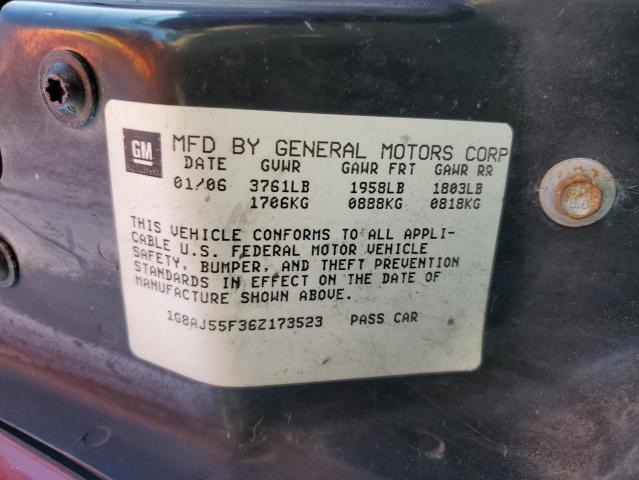 GM
MFD BY GENERAL MOTORS CORP
DATE GVWR GAWR FRT GAWR RR
01/06 3761LB 1958LB 1803LB
1706KG 0888KG 0818KG
THIS VEHICLE CONFORMS TO ALL APPLI-
CABLE U.S. FEDERAL MOTOR VEHICLE
SAFETY, BUMPER, AND THEFT PREVENTION
STANDARDS IN EFFECT ON THE DATE OF
MANUFACTURE SHOWN ABOVE.
1G8AJ55F36Z173523 PASS CAR